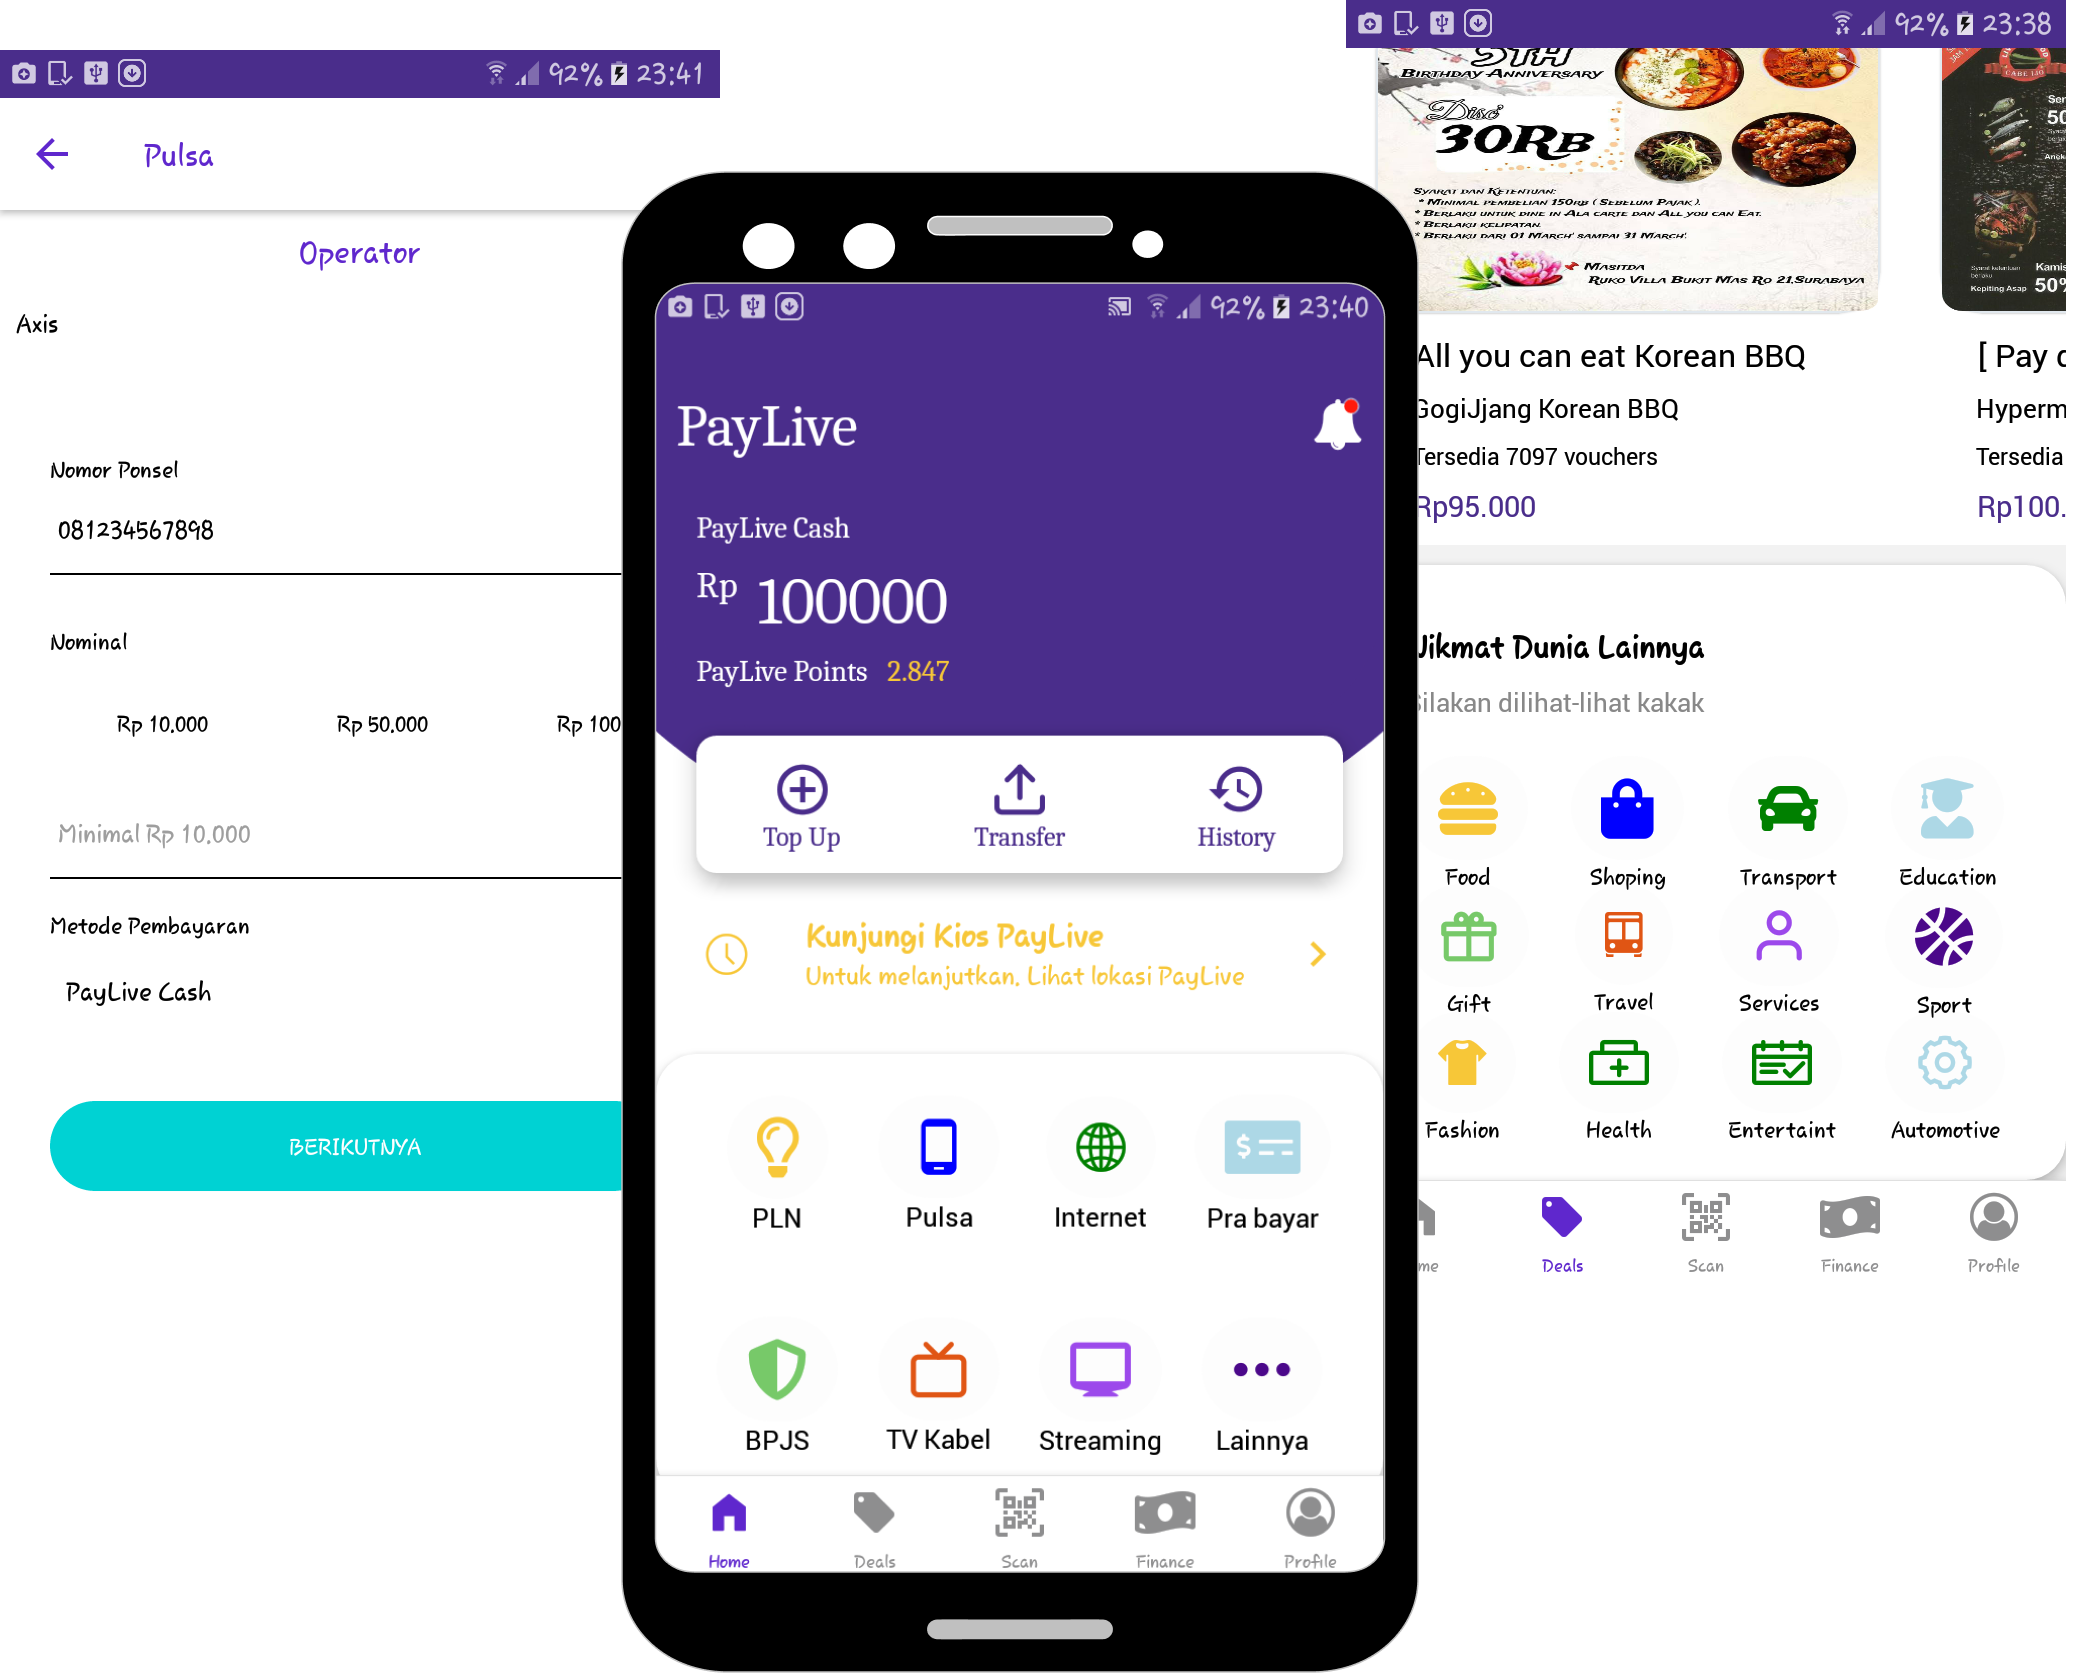 92% 23:41
Pulsa
Operator
Axis
Nomor Ponsel
081234567898
Nominal
Rp 10.000 Rp 50.000 Rp 100
Minimal Rp 10.000
Metode Pembayaran
PayLive Cash
BERIKUTNYA
92% 23:40
PayLive
PayLive Cash
Rp 100000
PayLive Points 2.847
Top Up Transfer History
Kunjungi Kios PayLive
Untuk melanjutkan. Lihat lokasi PayLive
PLN Pulsa Internet Pra bayar
BPJS TV Kabel Streaming Lainnya
Home Deals Scan Finance Profile
92% 23:38
5TH
Birthday Anniversary
Disc
30Rb
Syarat dan Ketentuan:
* Minimal pembelian 150rb ( Sebelum Pajak ).
* Berlaku untuk dine in Ala carte dan All you can Eat.
* Berlaku kelipatan.
* Berlaku dari 01 March' sampai 31 March'.
Masitda
Ruko Villa Bukit Mas Ro 21,Surabaya
CABE IJO
50
Kamis
Kepiting Asap 50%
All you can eat Korean BBQ
GogiJjang Korean BBQ
Tersedia 7097 vouchers
Rp95.000
[ Pay
Hyperm
Tersedia
Rp100.
Nikmat Dunia Lainnya
Silakan dilihat-lihat kakak
Food Shoping Transport Education
Gift Travel Services Sport
Fashion Health Entertaint Automotive
me Deals Scan Finance Profile